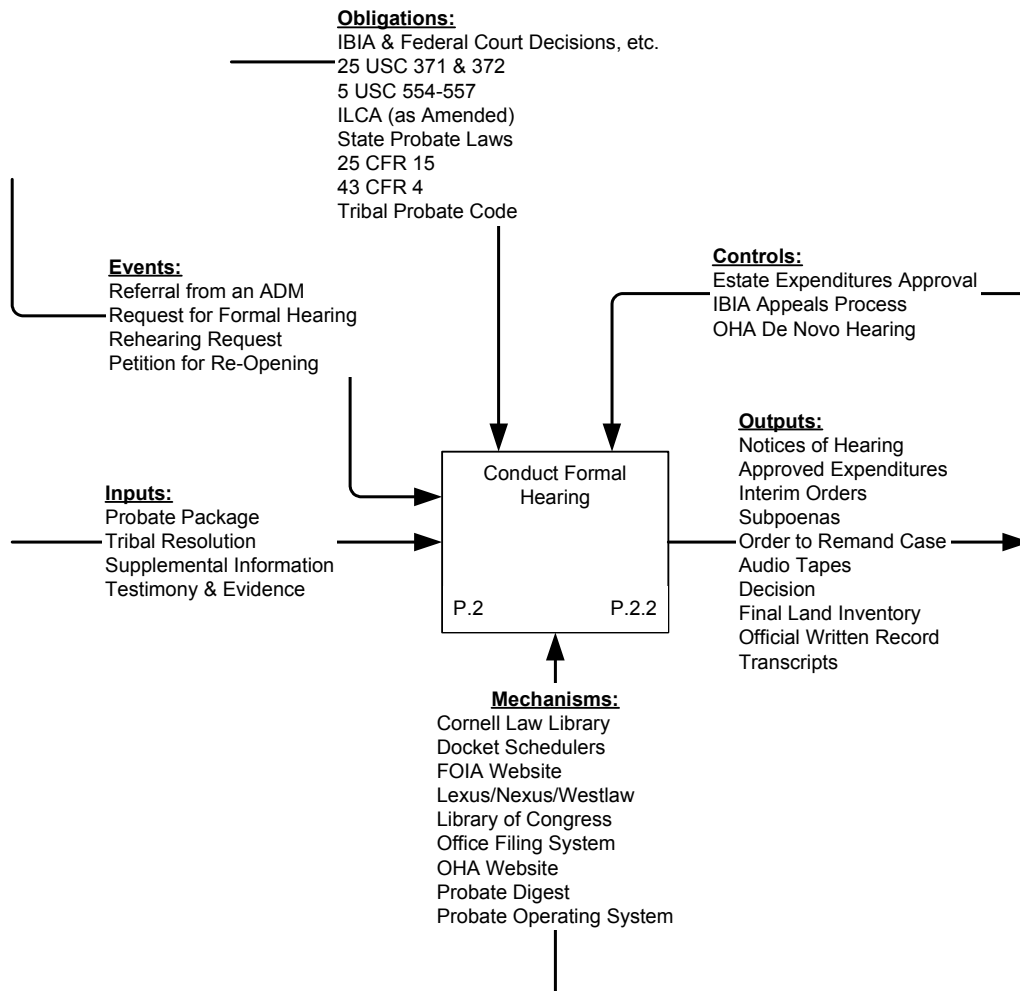 Obligations:
IBIA & Federal Court Decisions, etc.
25 USC 371 & 372
5 USC 554-557
ILCA (as Amended)
State Probate Laws
25 CFR 15
43 CFR 4
Tribal Probate Code
Events:
Referral from an ADM
Request for Formal Hearing
Rehearing Request
Petition for Re-Opening
Controls:
Estate Expenditures Approval
IBIA Appeals Process
OHA De Novo Hearing
Inputs:
Probate Package
Tribal Resolution
Supplemental Information
Testimony & Evidence
Conduct Formal
Hearing
P.2 P.2.2
Outputs:
Notices of Hearing
Approved Expenditures
Interim Orders
Subpoenas
Order to Remand Case
Audio Tapes
Decision
Final Land Inventory
Official Written Record
Transcripts
Mechanisms:
Cornell Law Library
Docket Schedulers
FOIA Website
Lexus/Nexus/Westlaw
Library of Congress
Office Filing System
OHA Website
Probate Digest
Probate Operating System